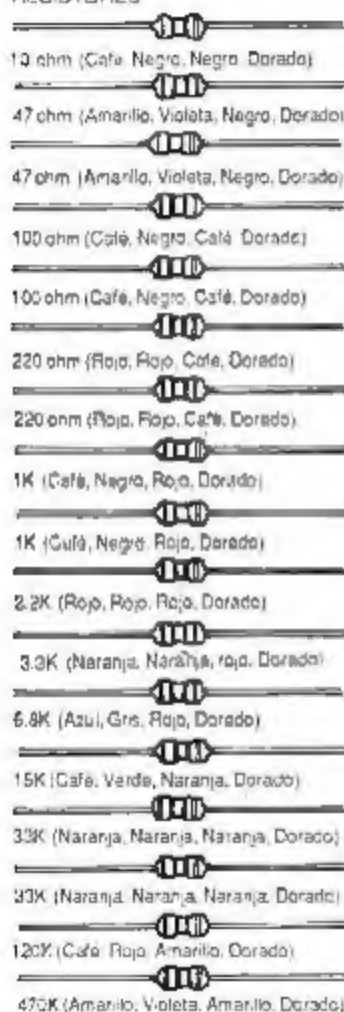 10 ohm (Café, Negro, Negro, Dorado)
47 ohm (Amarillo, Violeta, Negro, Dorado)
47 ohm (Amarillo, Violeta, Negro, Dorado)
100 ohm (Café, Negro, Café, Dorado)
100 ohm (Café, Negro, Café, Dorado)
220 ohm (Rojo, Rojo, Café, Dorado)
220 ohm (Rojo, Rojo, Café, Dorado)
1K (Café, Negro, Rojo, Dorado)
1K (Café, Negro, Rojo, Dorado)
2.2K (Rojo, Rojo, Rojo, Dorado)
3.3K (Naranja, Naranja, rojo, Dorado)
6.8K (Azul, Gris, Rojo, Dorado)
15K (Café, Verde, Naranja, Dorado)
33K (Naranja, Naranja, Naranja, Dorado)
33K (Naranja, Naranja, Naranja, Dorado)
120K (Café, Rojo, Amarillo, Dorado)
470K (Amarillo, Violeta, Amarillo, Dorado)